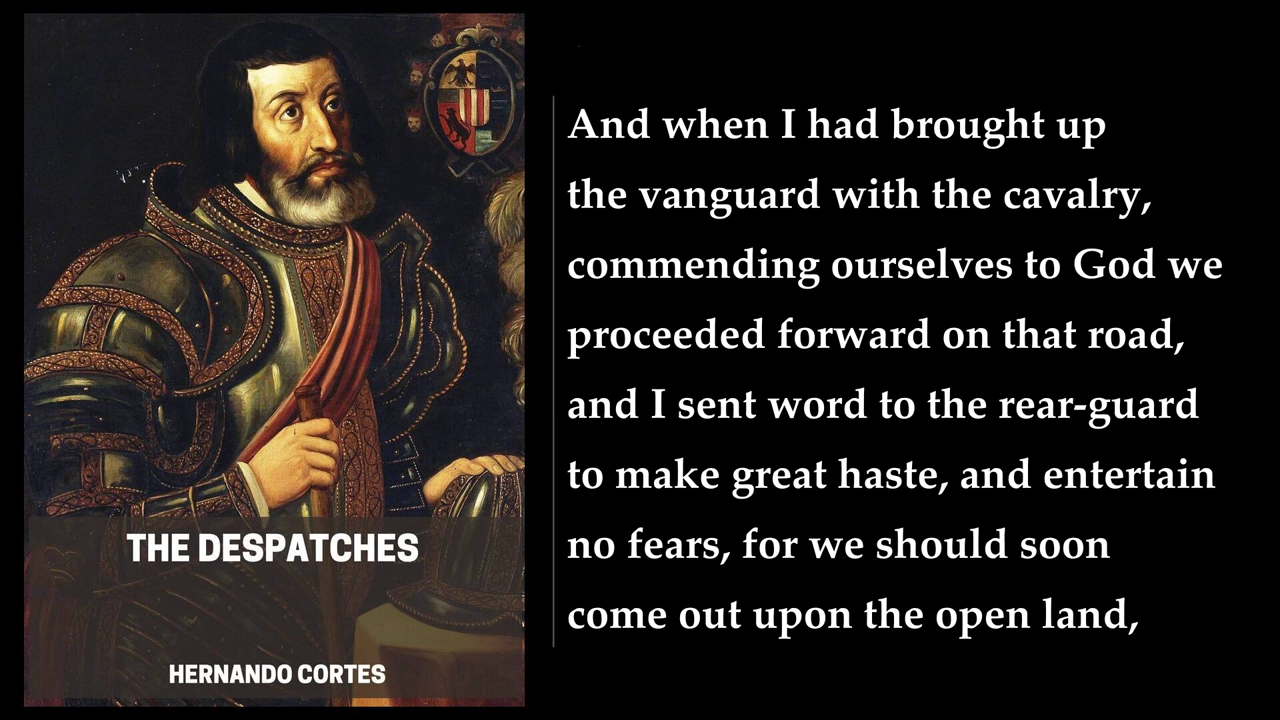 THE DESPATCHES
HERNANDO CORTES
And when I had brought up
the vanguard with the cavalry,
commending ourselves to God we
proceeded forward on that road,
and I sent word to the rear-guard
to make great haste, and entertain
no fears, for we should soon
come out upon the open land,